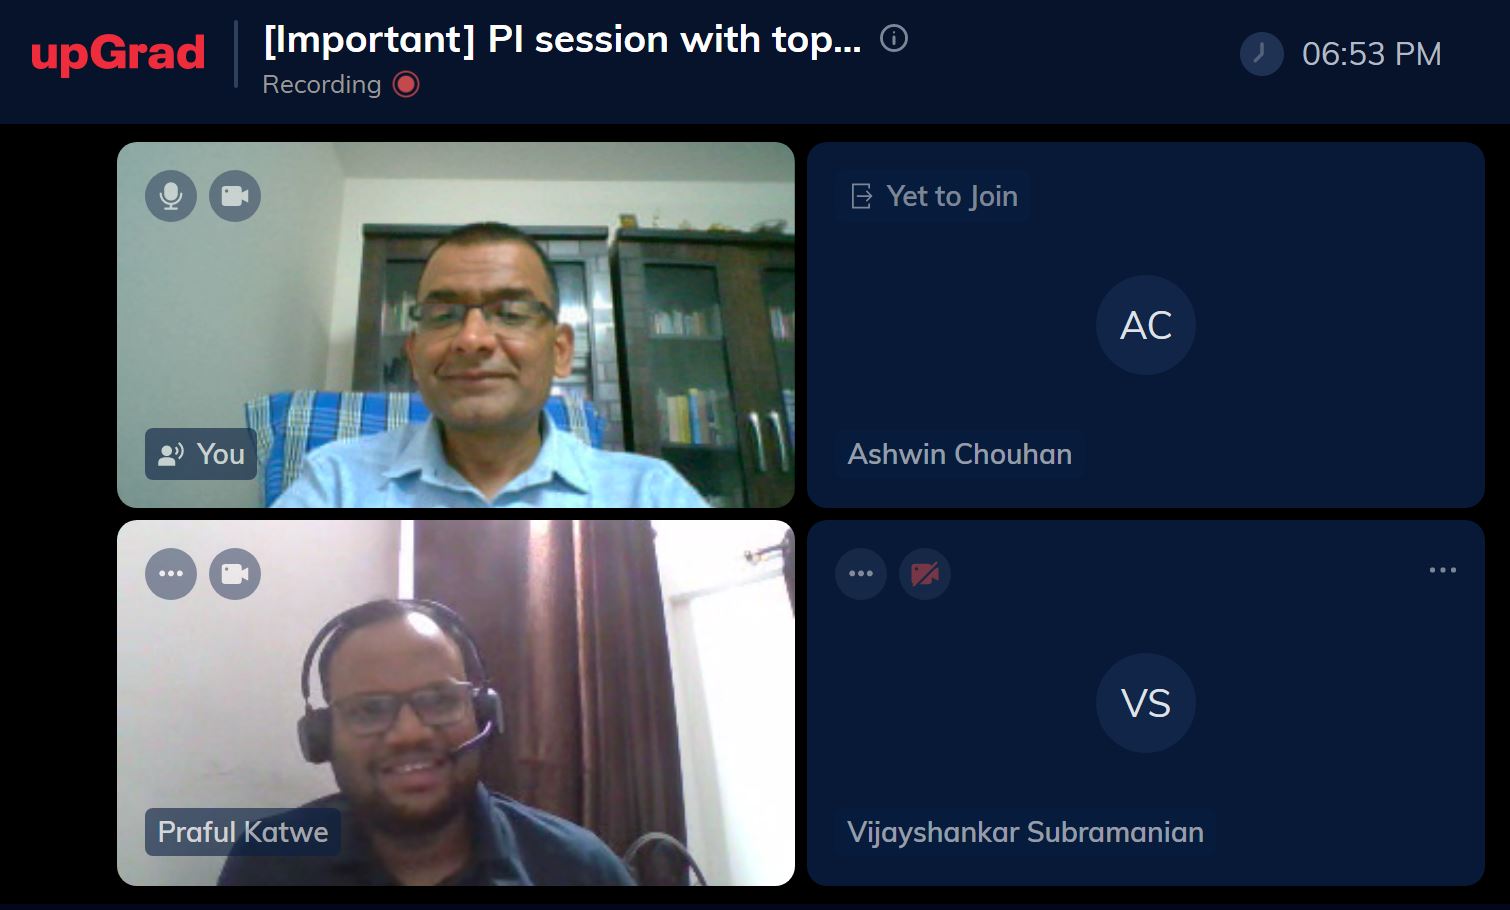 upGrad
[Important] PI session with top...
Recording
06:53 PM
You
Yet to Join
AC
Ashwin Chouhan
Praful Katwe
VS
Vijayshankar Subramanian